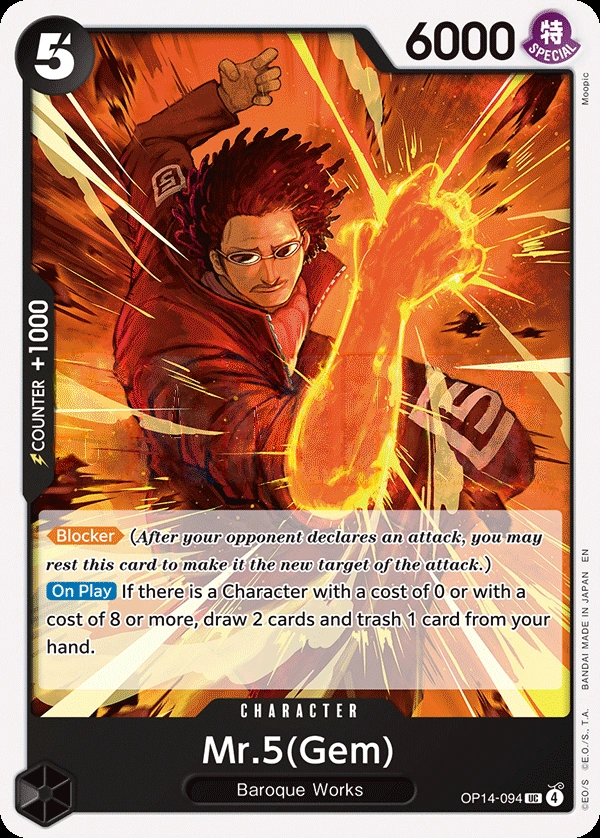 5
6000
特
SPECIAL
Moopic
COUNTER +1000
5
5
Blocker (After your opponent declares an attack, you may
rest this card to make it the new target of the attack.)
On Play If there is a Character with a cost of 0 or with a
cost of 8 or more, draw 2 cards and trash 1 card from your
hand.
©EO/S ©E.O./S., T.A. BANDAI MADE IN JAPAN EN
CHARACTER
Mr.5(Gem)
Baroque Works
OP14-094 UC 4